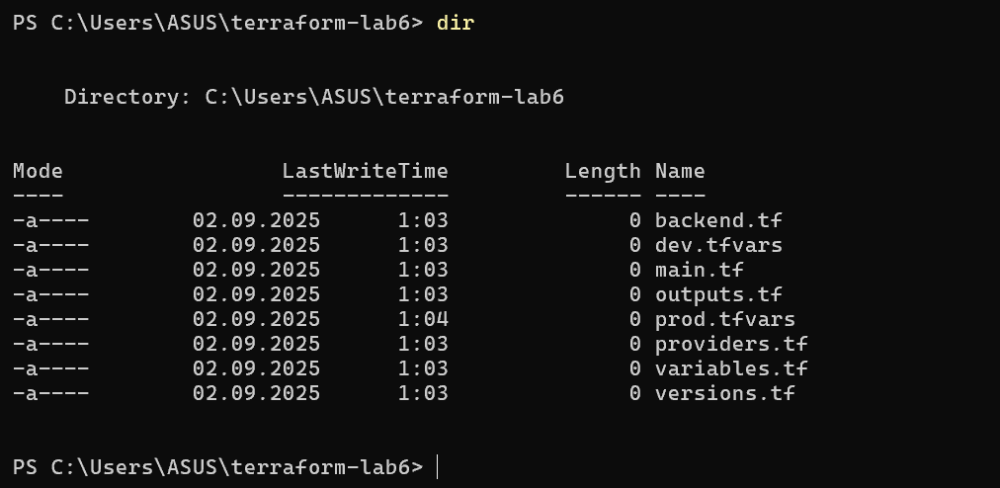 PS C:\Users\ASUS\terraform-lab6> dir
Directory: C:\Users\ASUS\terraform-lab6
Mode                 LastWriteTime         Length Name
----                 -------------         ------ ----
-a----        02.09.2025      1:03              0 backend.tf
-a----        02.09.2025      1:03              0 dev.tfvars
-a----        02.09.2025      1:03              0 main.tf
-a----        02.09.2025      1:03              0 outputs.tf
-a----        02.09.2025      1:04              0 prod.tfvars
-a----        02.09.2025      1:03              0 providers.tf
-a----        02.09.2025      1:03              0 variables.tf
-a----        02.09.2025      1:03              0 versions.tf
PS C:\Users\ASUS\terraform-lab6>